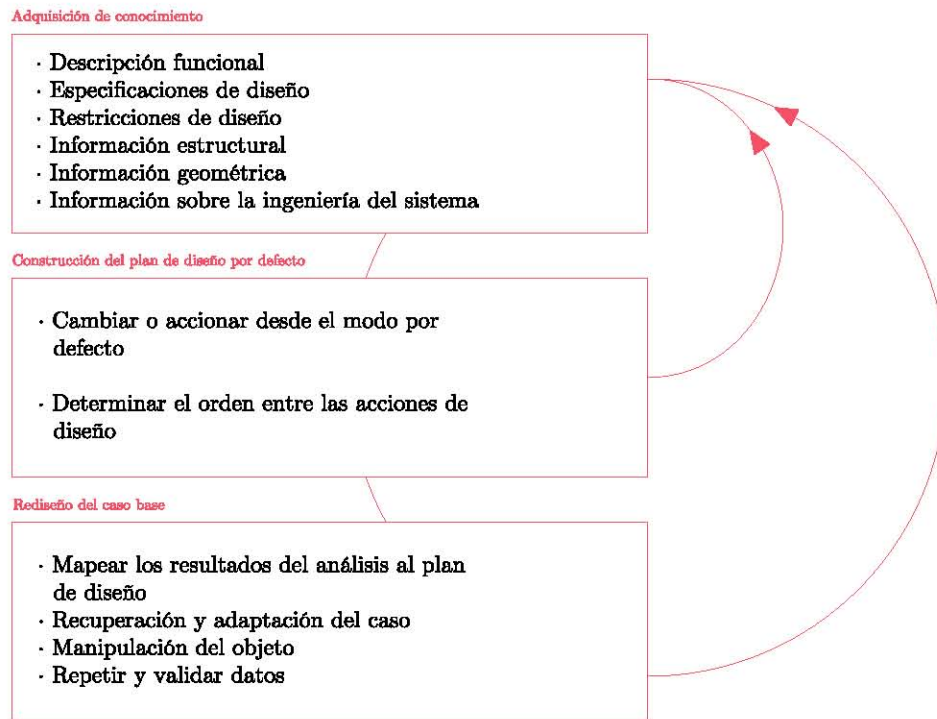 Adquisición de conocimiento
· Descripción funcional
· Especificaciones de diseño
· Restricciones de diseño
· Información estructural
· Información geométrica
· Información sobre la ingeniería del sistema
Construcción del plan de diseño por defecto
· Cambiar o accionar desde el modo por
defecto
· Determinar el orden entre las acciones de
diseño
Rediseño del caso base
· Mapear los resultados del análisis al plan
de diseño
· Recuperación y adaptación del caso
· Manipulación del objeto
· Repetir y validar datos